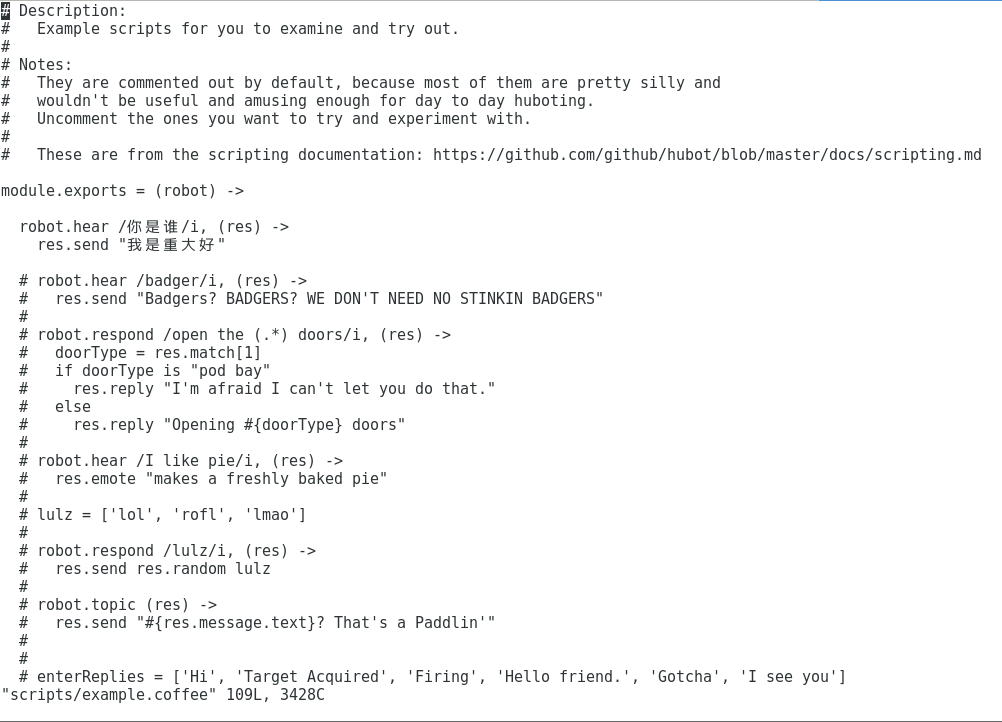 # Description:
#   Example scripts for you to examine and try out.
#
# Notes:
#   They are commented out by default, because most of them are pretty silly and
#   wouldn't be useful and amusing enough for day to day huboting.
#   Uncomment the ones you want to try and experiment with.
#
#   These are from the scripting documentation: https://github.com/github/hubot/blob/master/docs/scripting.md

module.exports = (robot) ->

  robot.hear /你是谁/i, (res) ->
    res.send "我是重大好"

  # robot.hear /badger/i, (res) ->
  #   res.send "Badgers? BADGERS? WE DON'T NEED NO STINKIN BADGERS"
  #
  # robot.respond /open the (.*) doors/i, (res) ->
  #   doorType = res.match[1]
  #   if doorType is "pod bay"
  #     res.reply "I'm afraid I can't let you do that."
  #   else
  #     res.reply "Opening #{doorType} doors"
  #
  # robot.hear /I like pie/i, (res) ->
  #   res.emote "makes a freshly baked pie"
  #
  # lulz = ['lol', 'rofl', 'lmao']
  #
  # robot.respond /lulz/i, (res) ->
  #   res.send res.random lulz
  #
  # robot.topic (res) ->
  #   res.send "#{res.message.text}? That's a Paddlin'"
  #
  #
  # enterReplies = ['Hi', 'Target Acquired', 'Firing', 'Hello friend.', 'Gotcha', 'I see you']
"scripts/example.coffee" 109L, 3428C